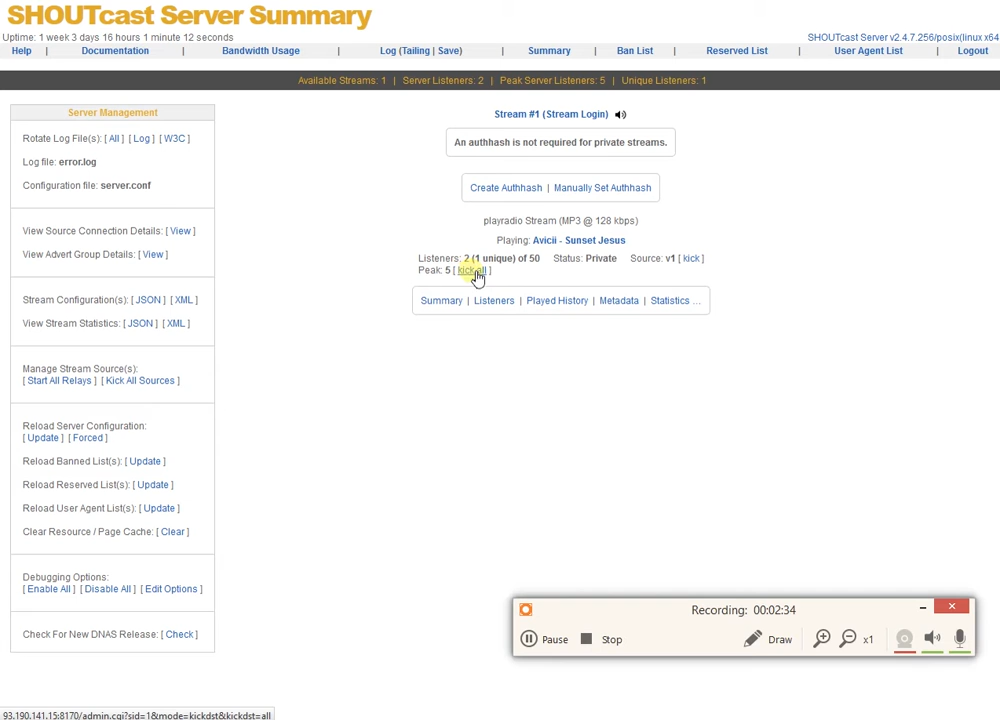 SHOUTcast Server Summary
Uptime: 1 week 3 days 16 hours 1 minute 12 seconds
SHOUTcast Server v2.4.7.256/posix(linux x64
Help | Documentation | Bandwidth Usage | Log (Tailing | Save) | Summary | Ban List | Reserved List | User Agent List | Logout
Available Streams: 1 | Server Listeners: 2 | Peak Server Listeners: 5 | Unique Listeners: 1
Server Management
Rotate Log File(s): [ All ] [ Log ] [ W3C ]
Log file: error.log
Configuration file: server.conf
View Source Connection Details: [ View ]
View Advert Group Details: [ View ]
Stream Configuration(s): [ JSON ] [ XML ]
View Stream Statistics: [ JSON ] [ XML ]
Manage Stream Source(s):
[ Start All Relays ] [ Kick All Sources ]
Reload Server Configuration:
[ Update ] [ Forced ]
Reload Banned List(s): [ Update ]
Reload Reserved List(s): [ Update ]
Reload User Agent List(s): [ Update ]
Clear Resource / Page Cache: [ Clear ]
Debugging Options:
[ Enable All ] [ Disable All ] [ Edit Options ]
Check For New DNAS Release: [ Check ]
Stream #1 (Stream Login)
An authhash is not required for private streams.
Create Authhash | Manually Set Authhash
playradio Stream (MP3 @ 128 kbps)
Playing: Avicii - Sunset Jesus
Listeners: 2 (1 unique) of 50 Status: Private Source: v1 [ kick ]
Peak: 5 [ kick all ]
Summary | Listeners | Played History | Metadata | Statistics ...
Recording: 00:02:34
Pause Stop Draw x1
93.190.141.15:8170/admin.cgi?sid=1&mode=kickdst&kickdst=all